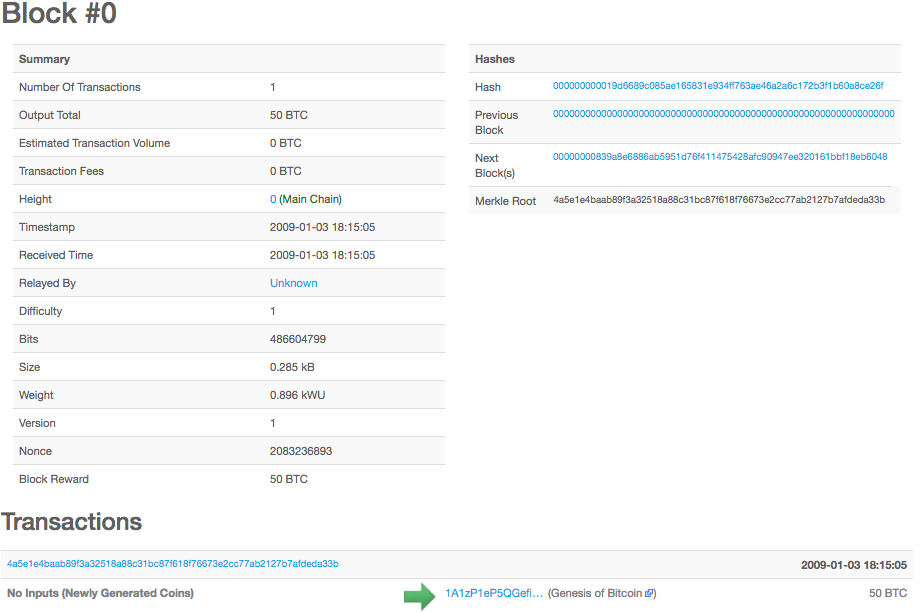 Block #0
Summary
Number Of Transactions 1
Output Total 50 BTC
Estimated Transaction Volume 0 BTC
Transaction Fees 0 BTC
Height 0 (Main Chain)
Timestamp 2009-01-03 18:15:05
Received Time 2009-01-03 18:15:05
Relayed By Unknown
Difficulty 1
Bits 486604799
Size 0.285 kB
Weight 0.896 kWU
Version 1
Nonce 2083236893
Block Reward 50 BTC
Hashes
Hash 000000000019d6689c085ae165831e934ff763ae46a2a6c172b3f1b60a8ce26f
Previous 0000000000000000000000000000000000000000000000000000000000000000
Block
Next 00000000839a8e6886ab5951d76f411475428afc90947ee320161bbf18eb6048
Block(s)
Merkle Root 4a5e1e4baab89f3a32518a88c31bc87f618f76673e2cc77ab2127b7afdeda33b
Transactions
4a5e1e4baab89f3a32518a88c31bc87f618f76673e2cc77ab2127b7afdeda33b 2009-01-03 18:15:05
No Inputs (Newly Generated Coins) 1A1zP1eP5QGefi... (Genesis of Bitcoin) 50 BTC